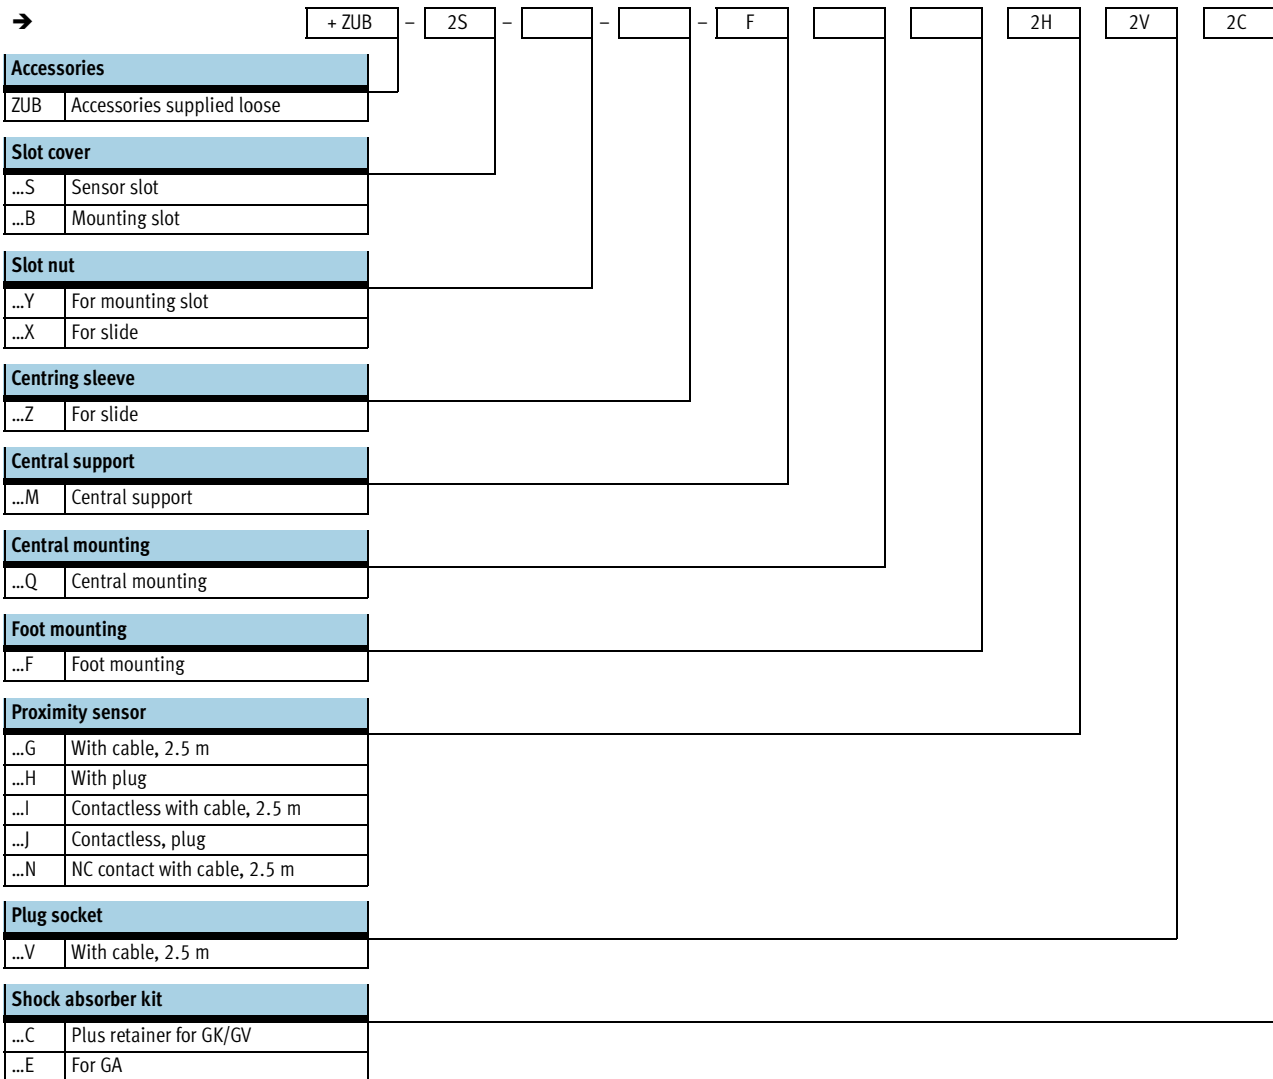 ➔ + ZUB – 2S – – – F 2H 2V 2C
Accessories
ZUB Accessories supplied loose
Slot cover
...S Sensor slot
...B Mounting slot
Slot nut
...Y For mounting slot
...X For slide
Centring sleeve
...Z For slide
Central support
...M Central support
Central mounting
...Q Central mounting
Foot mounting
...F Foot mounting
Proximity sensor
...G With cable, 2.5 m
...H With plug
...I Contactless with cable, 2.5 m
...J Contactless, plug
...N NC contact with cable, 2.5 m
Plug socket
...V With cable, 2.5 m
Shock absorber kit
...C Plus retainer for GK/GV
...E For GA